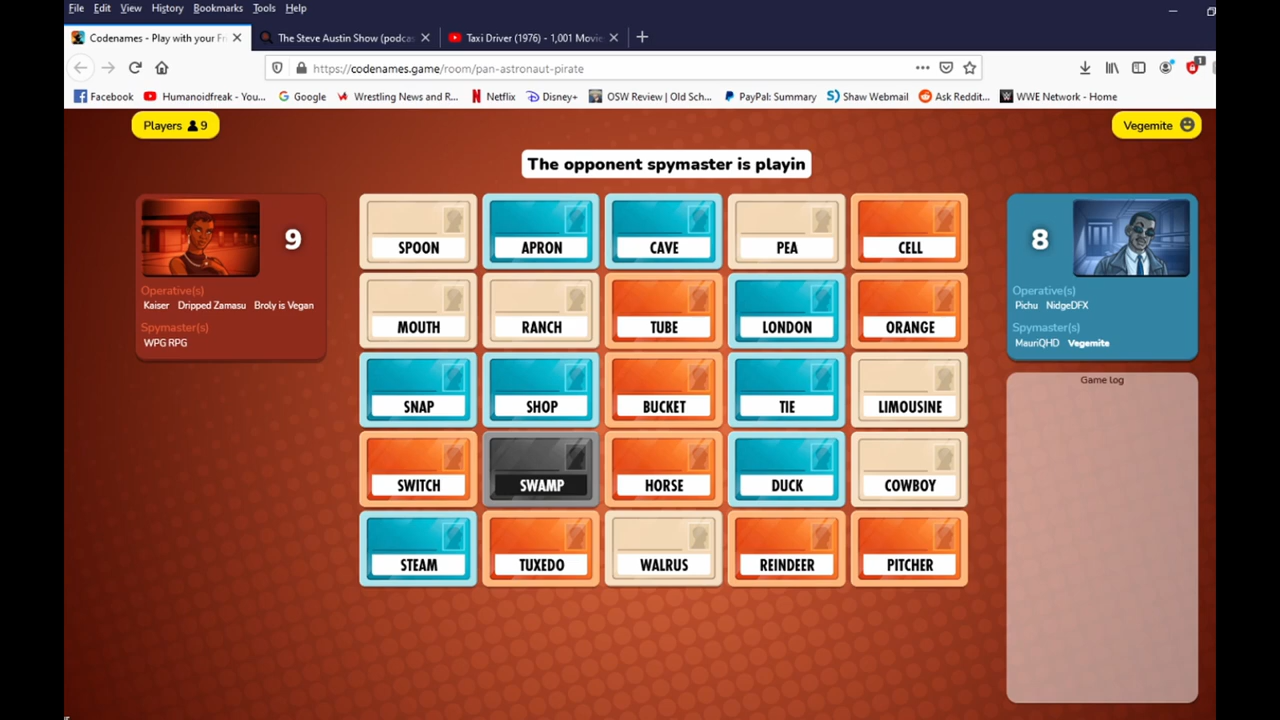 File Edit View History Bookmarks Tools Help
Codenames - Play with your Fr
The Steve Austin Show (podcas
Taxi Driver (1976) - 1,001 Movie
https://codenames.game/room/pan-astronaut-pirate
1
Facebook Humanoidfreak - You... Google Wrestling News and R... Netflix Disney+ OSW Review | Old Sch... PayPal: Summary Shaw Webmail Ask Reddit... WWE Network - Home
Players 9
Vegemite
The opponent spymaster is playin
9
Operative(s)
Kaiser Dripped Zamasu Broly is Vegan
Spymaster(s)
WPG RPG
SPOON APRON CAVE PEA CELL
MOUTH RANCH TUBE LONDON ORANGE
SNAP SHOP BUCKET TIE LIMOUSINE
SWITCH SWAMP HORSE DUCK COWBOY
STEAM TUXEDO WALRUS REINDEER PITCHER
8
Operative(s)
Pichu NidgeDFX
Spymaster(s)
MauriQHD Vegemite
Game log